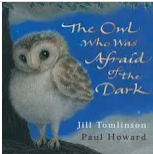 The Owl
Who Was
Afraid of the
Dark
Jill Tomlinson
Paul Howard